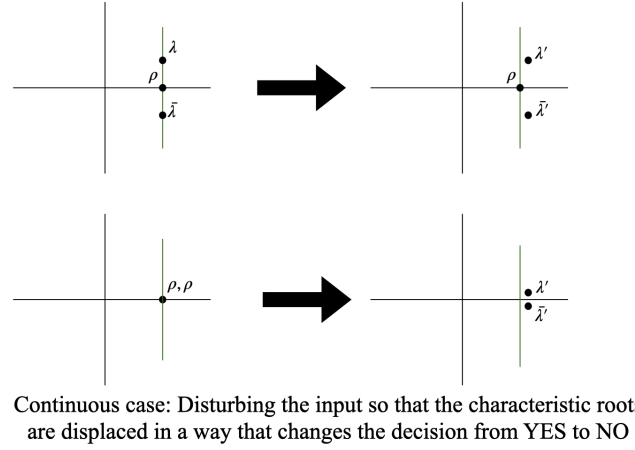 λ
ρ
λ̄
λ′
ρ
λ̄′
ρ, ρ
λ′
λ̄′
Continuous case: Disturbing the input so that the characteristic root
are displaced in a way that changes the decision from YES to NO